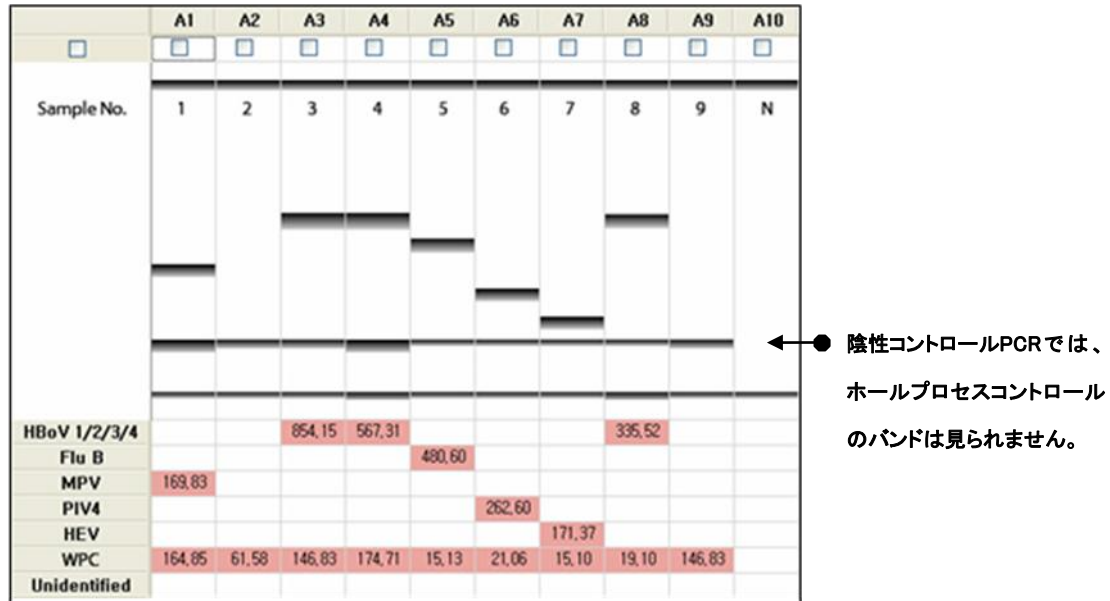 A1 A2 A3 A4 A5 A6 A7 A8 A9 A10
Sample No. 1 2 3 4 5 6 7 8 9 N
陰性コントロールPCRでは、
ホールプロセスコントロール
のバンドは見られません。
HBoV 1/2/3/4 854,15 567,31 335,52
Flu B 480,60
MPV 169,83
PIV4 262,60
HEV 171,37
WPC 164,85 61,58 146,83 174,71 15,13 21,06 15,10 19,10 146,83
Unidentified